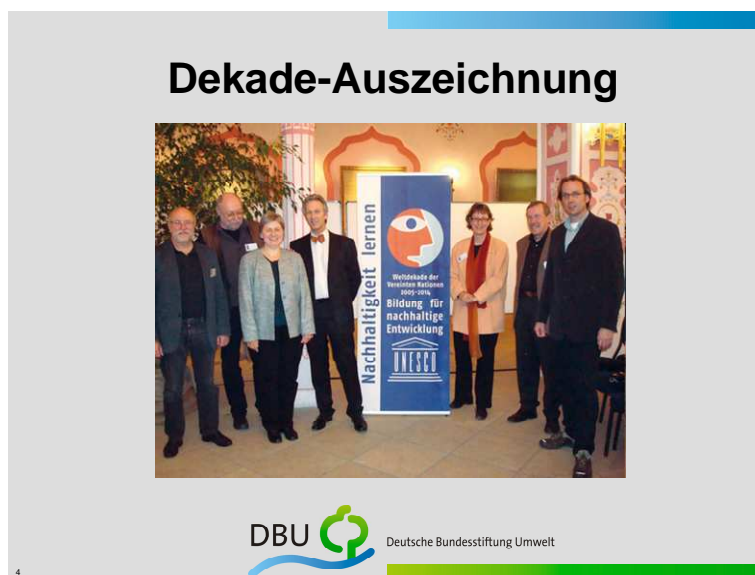 Dekade-Auszeichnung
Nachhaltigkeit lernen
Weltdekade der
Vereinten Nationen
2005-2014
Bildung für
nachhaltige
Entwicklung
UNESCO
DBU
Deutsche Bundesstiftung Umwelt
4